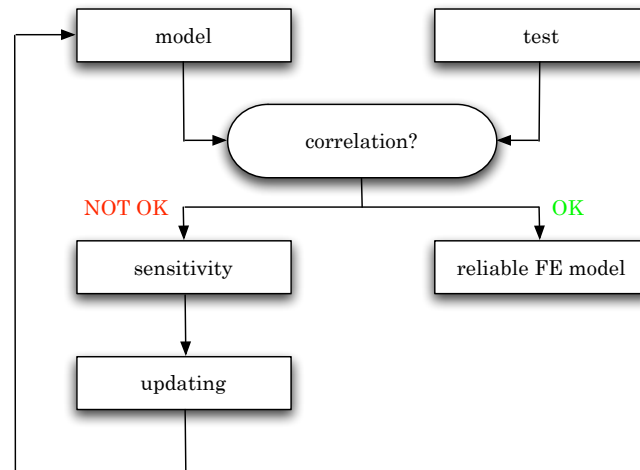 model
test
correlation?
NOT OK
OK
sensitivity
reliable FE model
updating